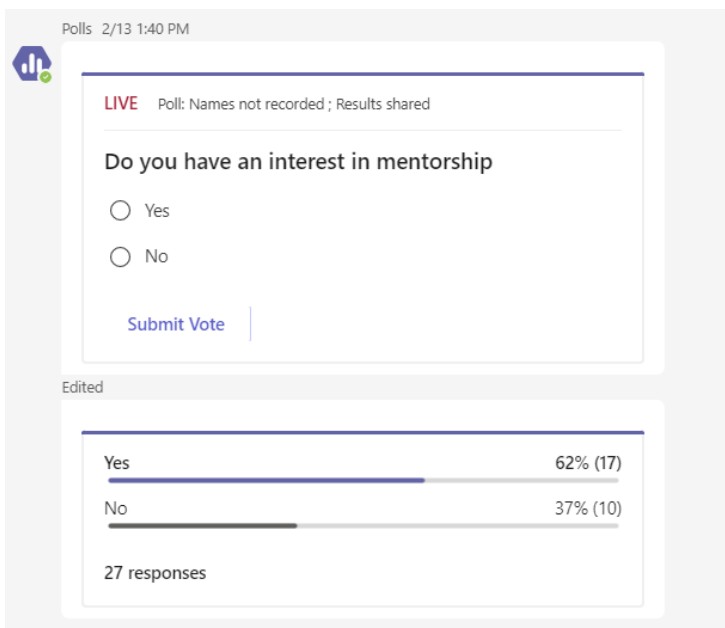 Polls 2/13 1:40 PM
LIVE Poll: Names not recorded ; Results shared
Do you have an interest in mentorship
Yes
No
Submit Vote
Edited
Yes 62% (17)
No 37% (10)
27 responses